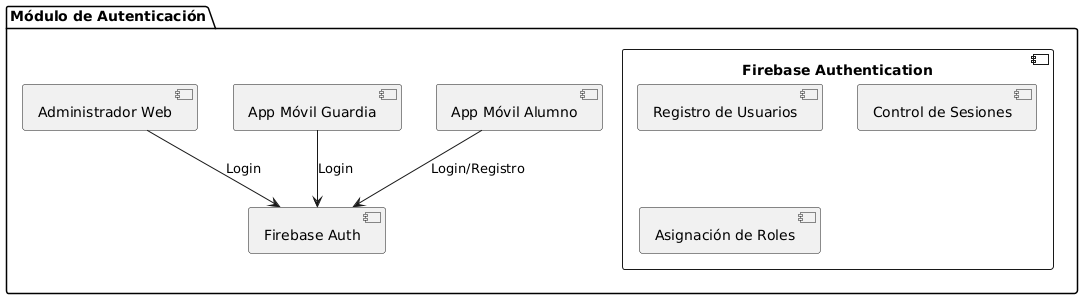 Módulo de Autenticación
Firebase Authentication
Administrador Web
App Móvil Guardia
App Móvil Alumno
Registro de Usuarios
Control de Sesiones
Login
Login
Login/Registro
Firebase Auth
Asignación de Roles